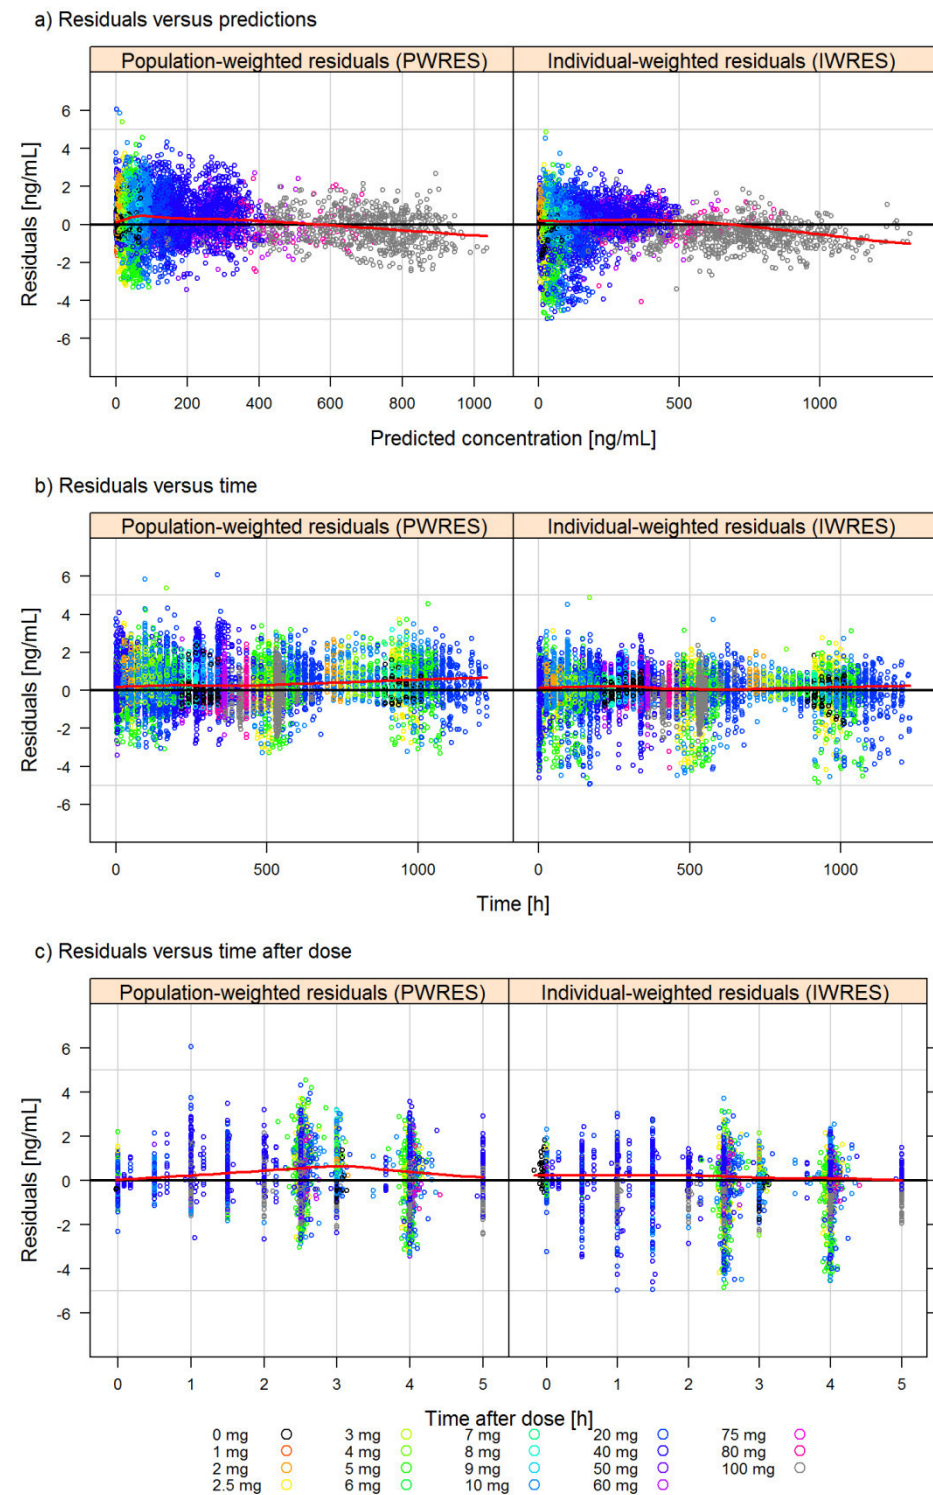 a) Residuals versus predictions
Population-weighted residuals (PWRES) Individual-weighted residuals (IWRES)
Residuals [ng/mL]
6
4
2
0
-2
-4
-6
0 200 400 600 800 1000 0 500 1000
Predicted concentration [ng/mL]
b) Residuals versus time
Population-weighted residuals (PWRES) Individual-weighted residuals (IWRES)
Residuals [ng/mL]
6
4
2
0
-2
-4
-6
0 500 1000 0 500 1000
Time [h]
c) Residuals versus time after dose
Population-weighted residuals (PWRES) Individual-weighted residuals (IWRES)
Residuals [ng/mL]
6
4
2
0
-2
-4
-6
0 1 2 3 4 5 0 1 2 3 4 5
Time after dose [h]
0 mg 3 mg 7 mg 20 mg 75 mg
1 mg 4 mg 8 mg 40 mg 80 mg
2 mg 5 mg 9 mg 50 mg 100 mg
2.5 mg 6 mg 10 mg 60 mg